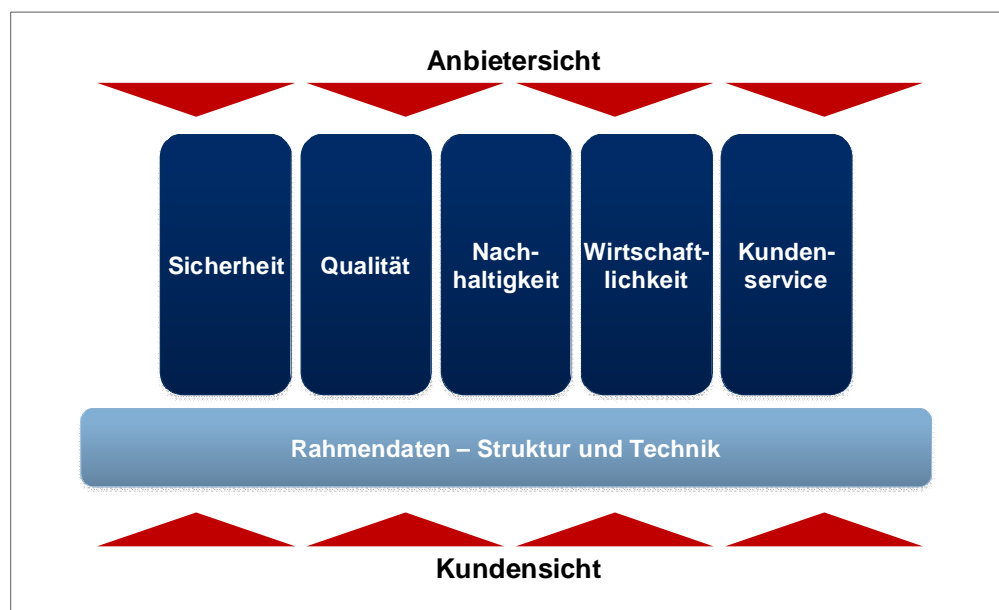 Anbietersicht
Sicherheit
Qualität
Nach-
haltigkeit
Wirtschaft-
lichkeit
Kunden-
service
Rahmendaten – Struktur und Technik
Kundensicht